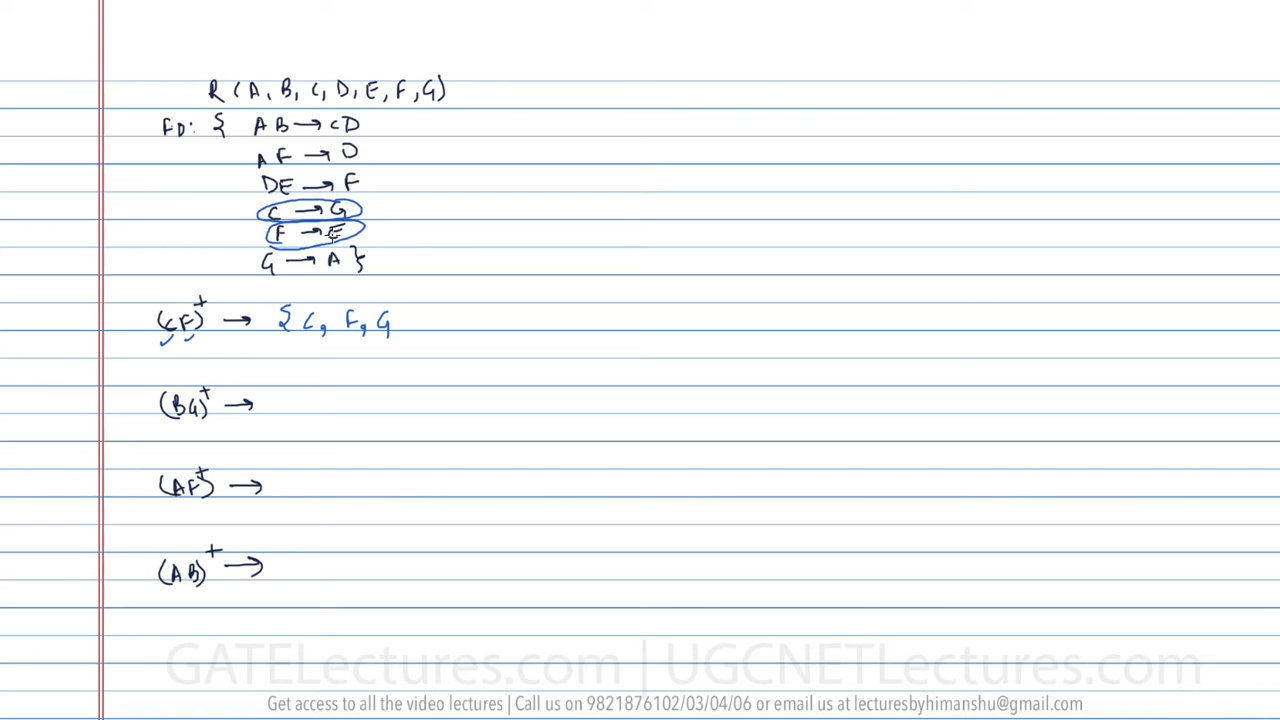 R (A, B, C, D, E, F, G)
FD: { AB → CD
AF → D
DE → F
C → G
F → E
G → A }
(CF)⁺ → { C, F, G
(BG)⁺ →
(AF)⁺ →
(AB)⁺ →
GATELectures.com | UGCNETLectures.com
Get access to all the video lectures | Call us on 9821876102/03/04/06 or email us at lecturesbyhimanshu@gmail.com